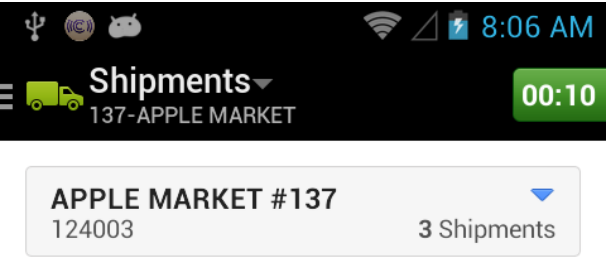 8:06 AM
Shipments
137-APPLE MARKET
00:10
APPLE MARKET #137
124003
3 Shipments